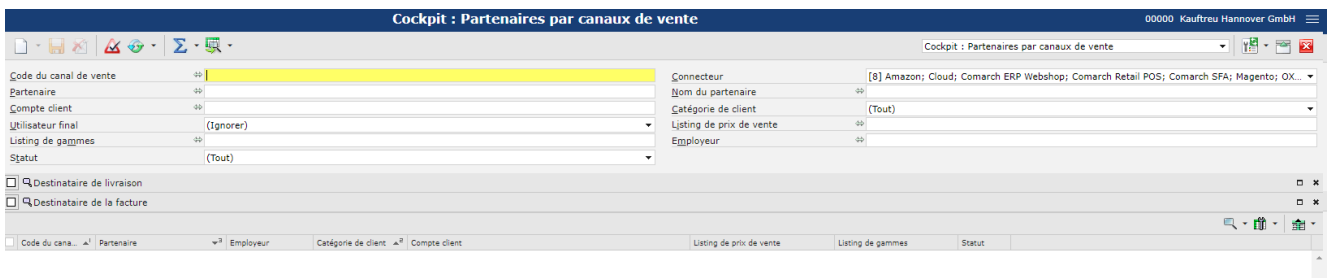 Cockpit : Partenaires par canaux de vente 00000 Kauftreu Hannover GmbH
Cockpit : Partenaires par canaux de vente
Code du canal de vente Connecteur [8] Amazon; Cloud; Comarch ERP Webshop; Comarch Retail POS; Comarch SFA; Magento; OX...
Partenaire Nom du partenaire
Compte client Catégorie de client (Tout)
Utilisateur final (Ignorer) Listing de prix de vente
Listing de gammes Employeur
Statut (Tout)
Destinataire de livraison
Destinataire de la facture
Code du cana... 1 Partenaire 3 Employeur Catégorie de client 2 Compte client Listing de prix de vente Listing de gammes Statut